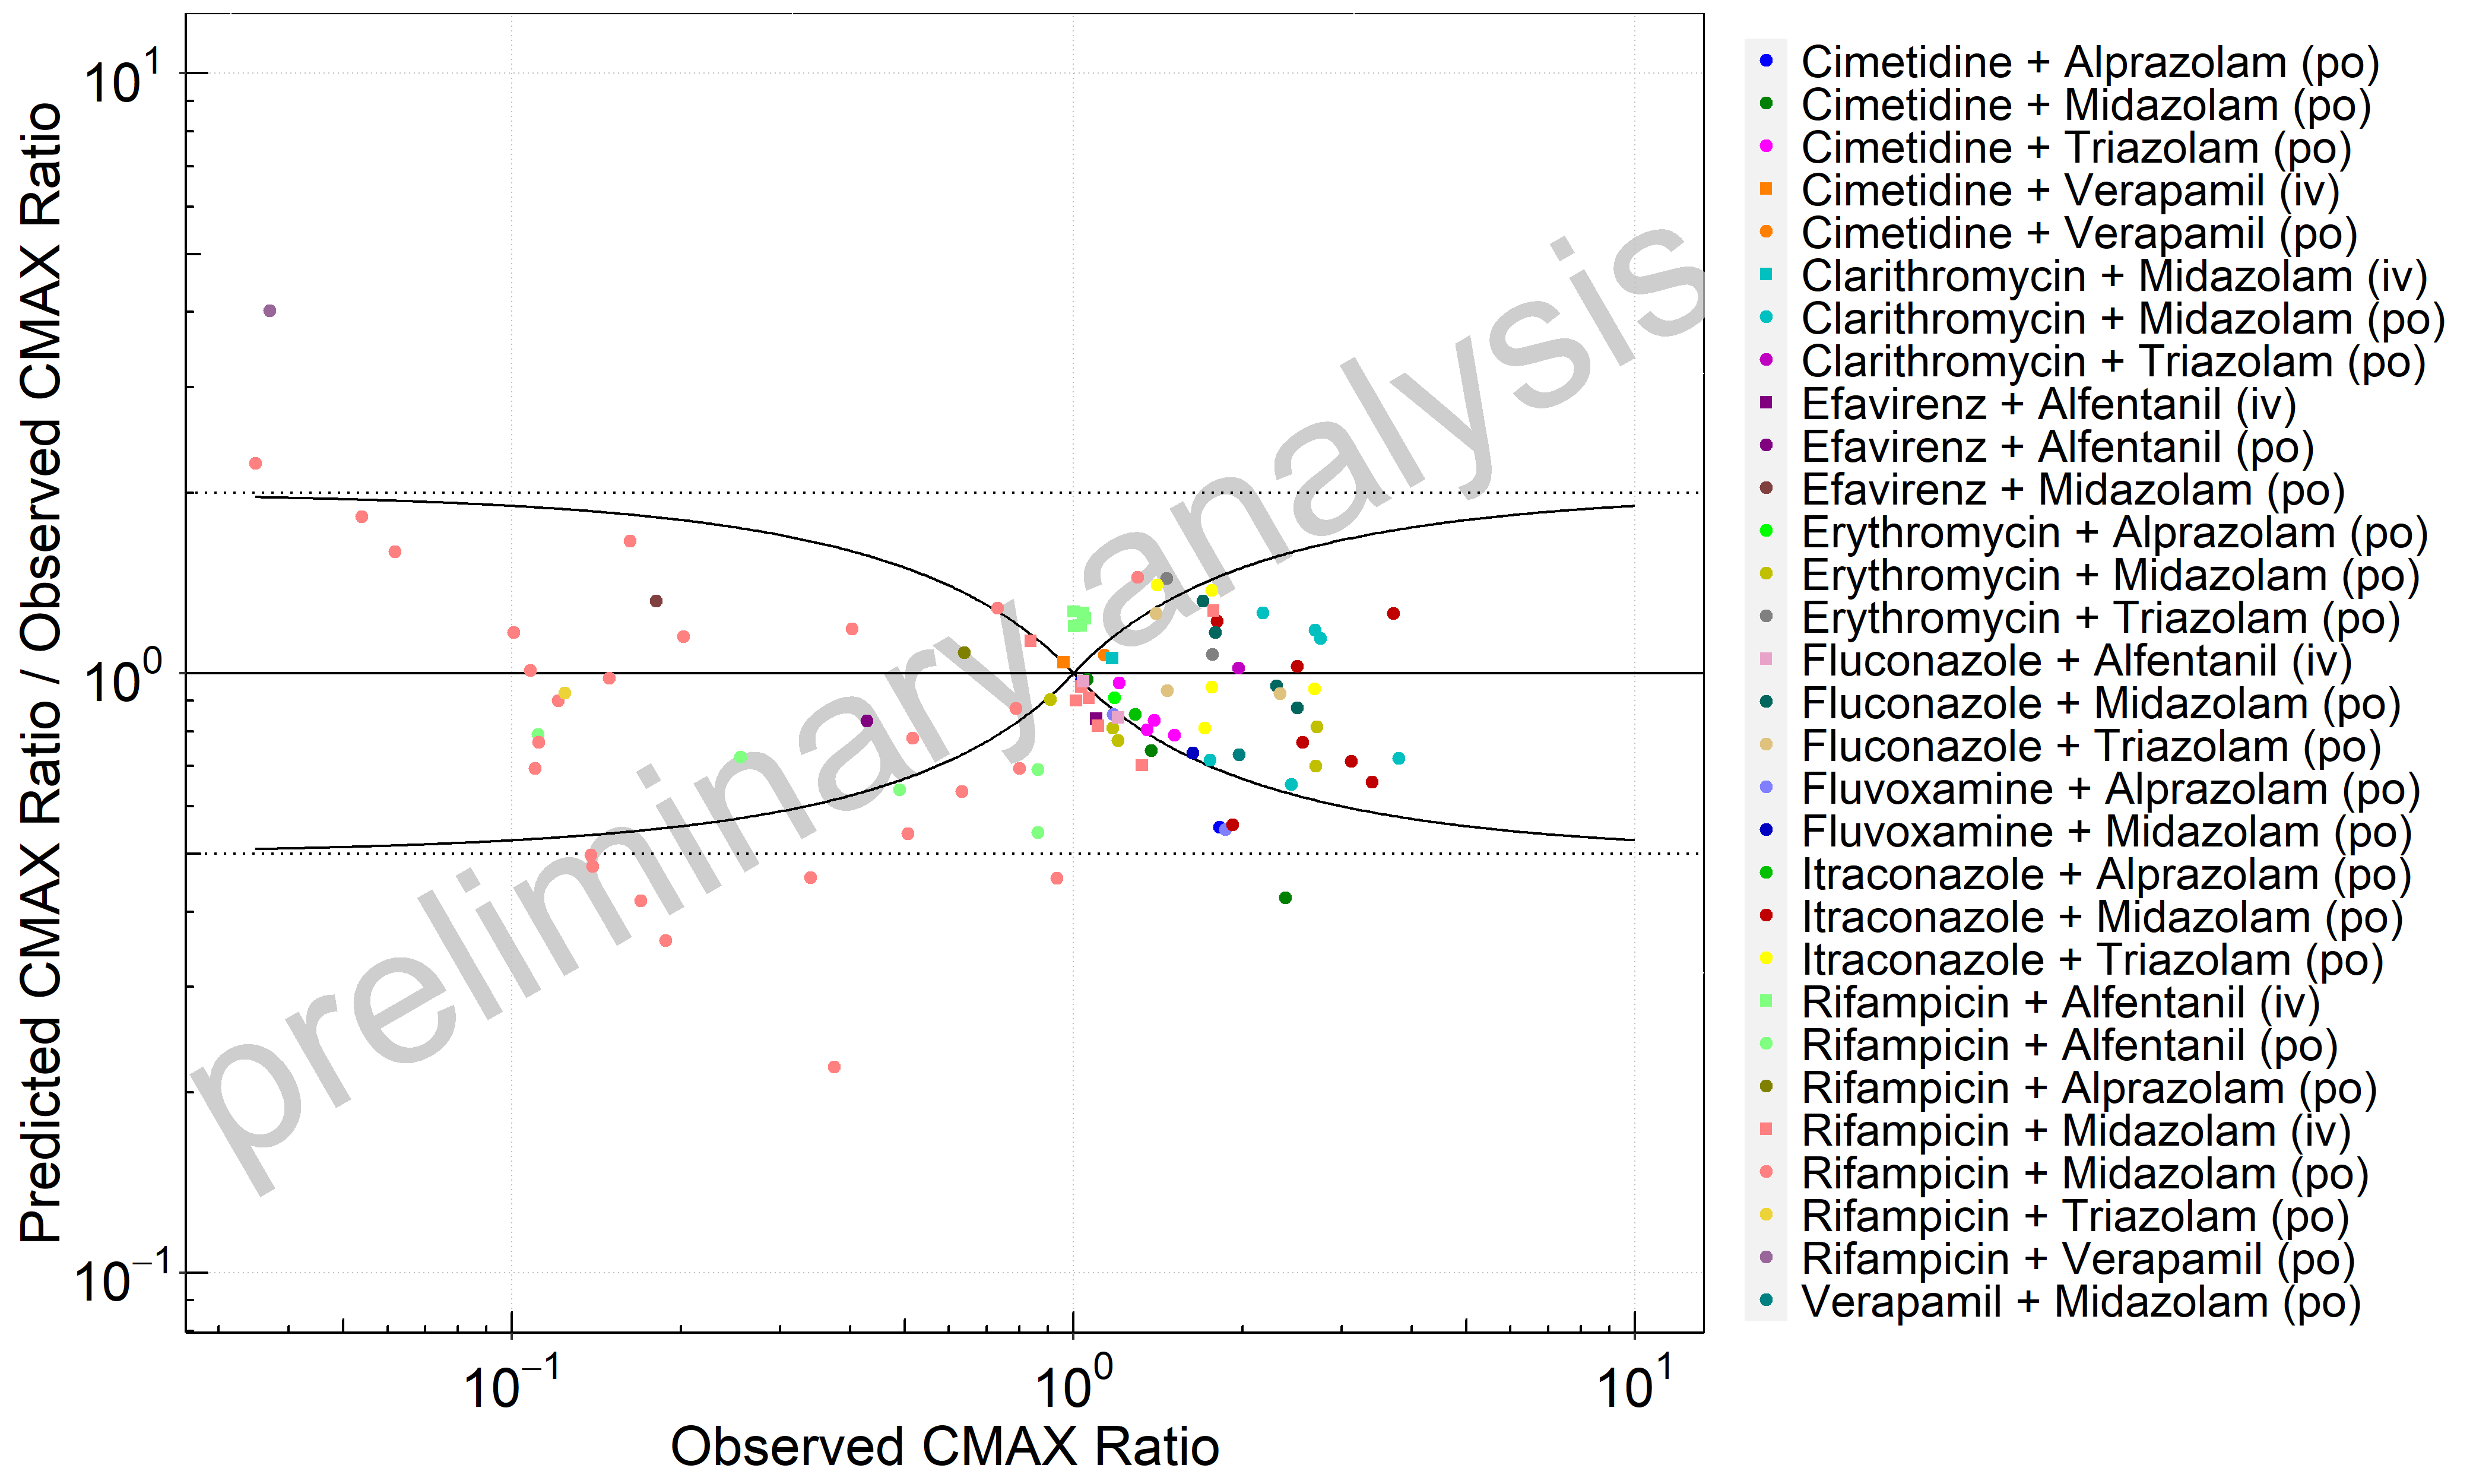 Predicted CMAX Ratio / Observed CMAX Ratio
10¹
10⁰
10⁻¹
preliminary analysis
10⁻¹
10⁰
10¹
Observed CMAX Ratio
Cimetidine + Alprazolam (po)
Cimetidine + Midazolam (po)
Cimetidine + Triazolam (po)
Cimetidine + Verapamil (iv)
Cimetidine + Verapamil (po)
Clarithromycin + Midazolam (iv)
Clarithromycin + Midazolam (po)
Clarithromycin + Triazolam (po)
Efavirenz + Alfentanil (iv)
Efavirenz + Alfentanil (po)
Efavirenz + Midazolam (po)
Erythromycin + Alprazolam (po)
Erythromycin + Midazolam (po)
Erythromycin + Triazolam (po)
Fluconazole + Alfentanil (iv)
Fluconazole + Midazolam (po)
Fluconazole + Triazolam (po)
Fluvoxamine + Alprazolam (po)
Fluvoxamine + Midazolam (po)
Itraconazole + Alprazolam (po)
Itraconazole + Midazolam (po)
Itraconazole + Triazolam (po)
Rifampicin + Alfentanil (iv)
Rifampicin + Alfentanil (po)
Rifampicin + Alprazolam (po)
Rifampicin + Midazolam (iv)
Rifampicin + Midazolam (po)
Rifampicin + Triazolam (po)
Rifampicin + Verapamil (po)
Verapamil + Midazolam (po)